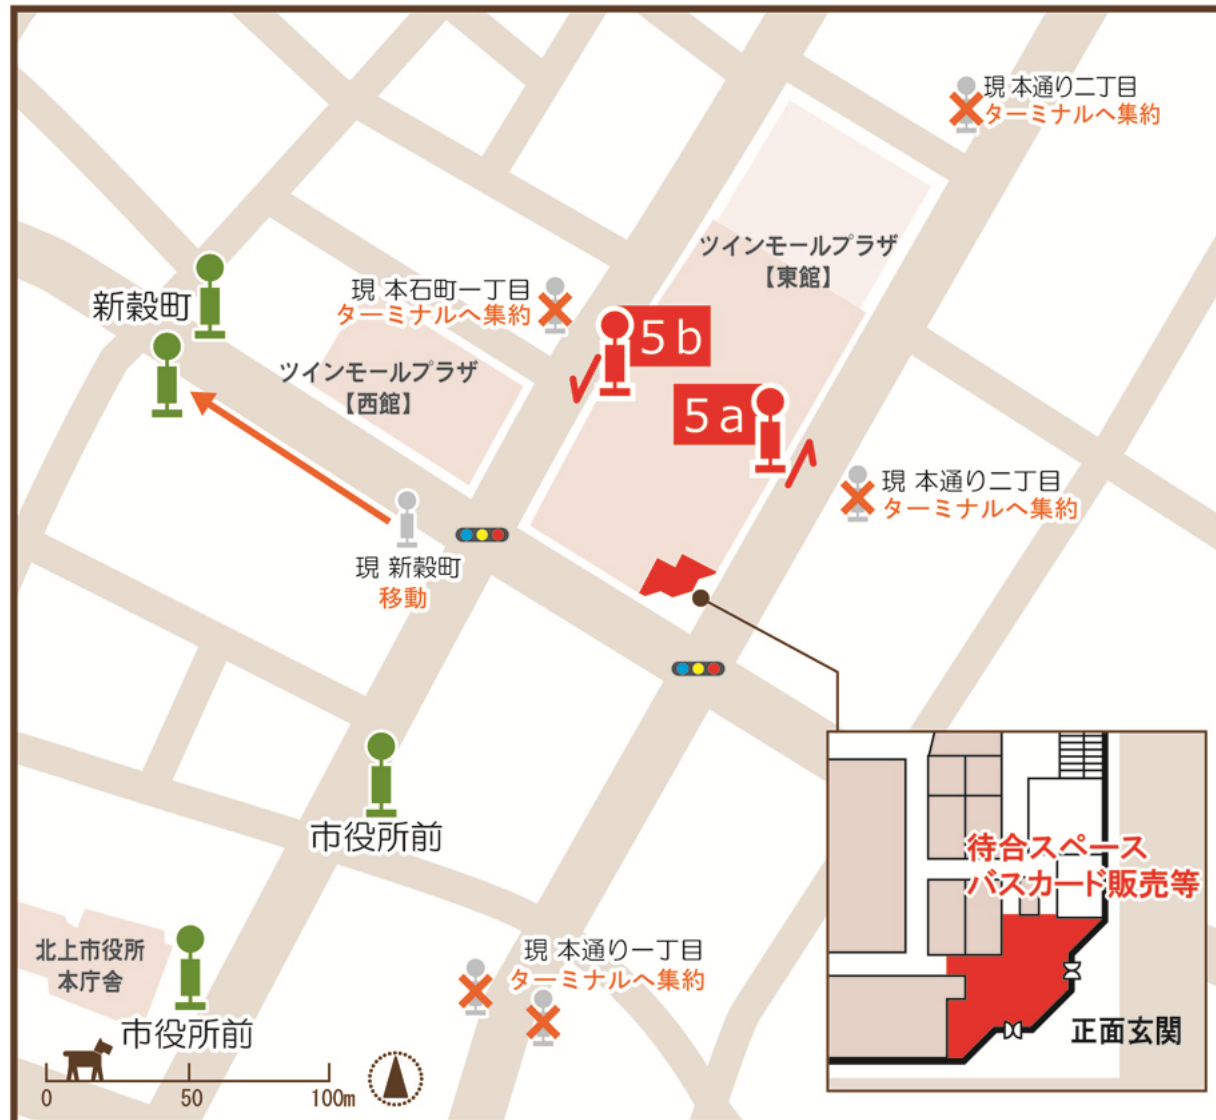 現 本通り二丁目
ターミナルへ集約
ツインモールプラザ
【東館】
現 本石町一丁目
ターミナルへ集約
新穀町
5b
ツインモールプラザ
【西館】
5a
現 本通り二丁目
ターミナルへ集約
現 新穀町
移動
市役所前
待合スペース
バスカード販売等
正面玄関
北上市役所
本庁舎
現 本通り一丁目
ターミナルへ集約
市役所前
0 50 100m